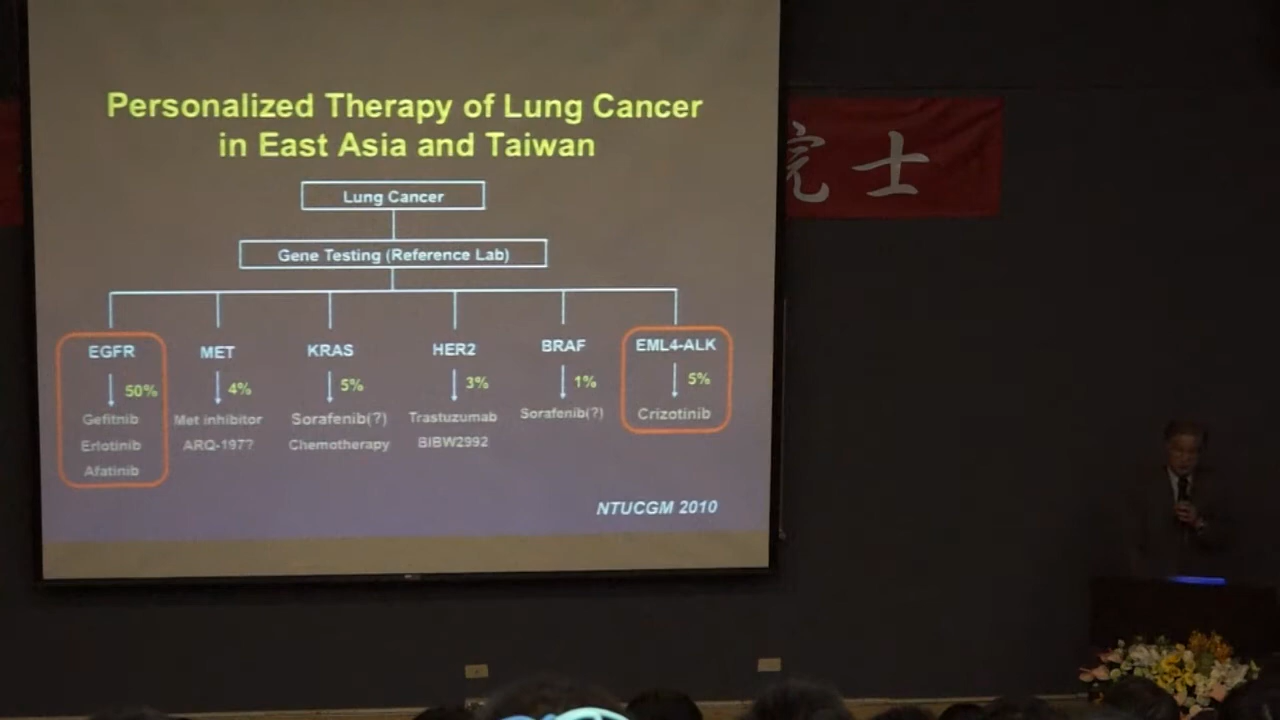 Personalized Therapy of Lung Cancer
in East Asia and Taiwan
Lung Cancer
Gene Testing (Reference Lab)
EGFR
50%
Gefitnib
Erlotinib
Afatinib
MET
4%
Met inhibitor
ARQ-197?
KRAS
5%
Sorafenib(?)
Chemotherapy
HER2
3%
Trastuzumab
BIBW2992
BRAF
1%
Sorafenib(?)
EML4-ALK
5%
Crizotinib
NTUCGM 2010
院士